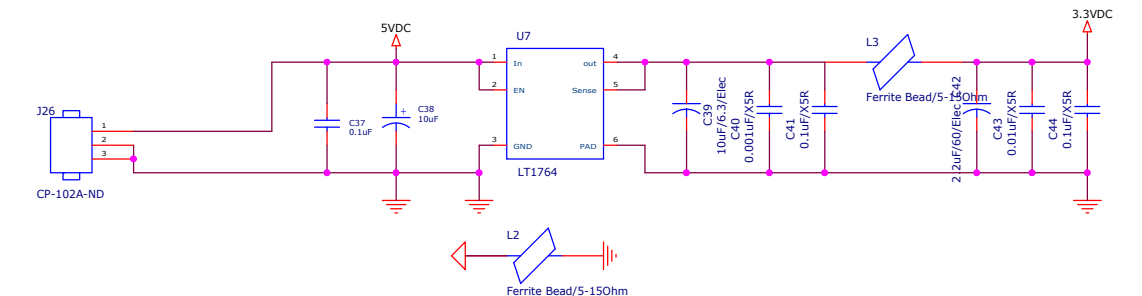 5VDC
3.3VDC
U7
L3
1
In
out
4
2
EN
Sense
5
3
GND
PAD
6
LT1764
J26
1
2
3
CP-102A-ND
C37
0.1uF
+
C38
10uF
C39
10uF/6.3/Elec
C40
0.001uF/X5R
C41
0.1uF/X5R
Ferrite Bead/5-15Ohm
C42
2.2uF/60/Elec
C43
0.01uF/X5R
C44
0.1uF/X5R
L2
Ferrite Bead/5-15Ohm